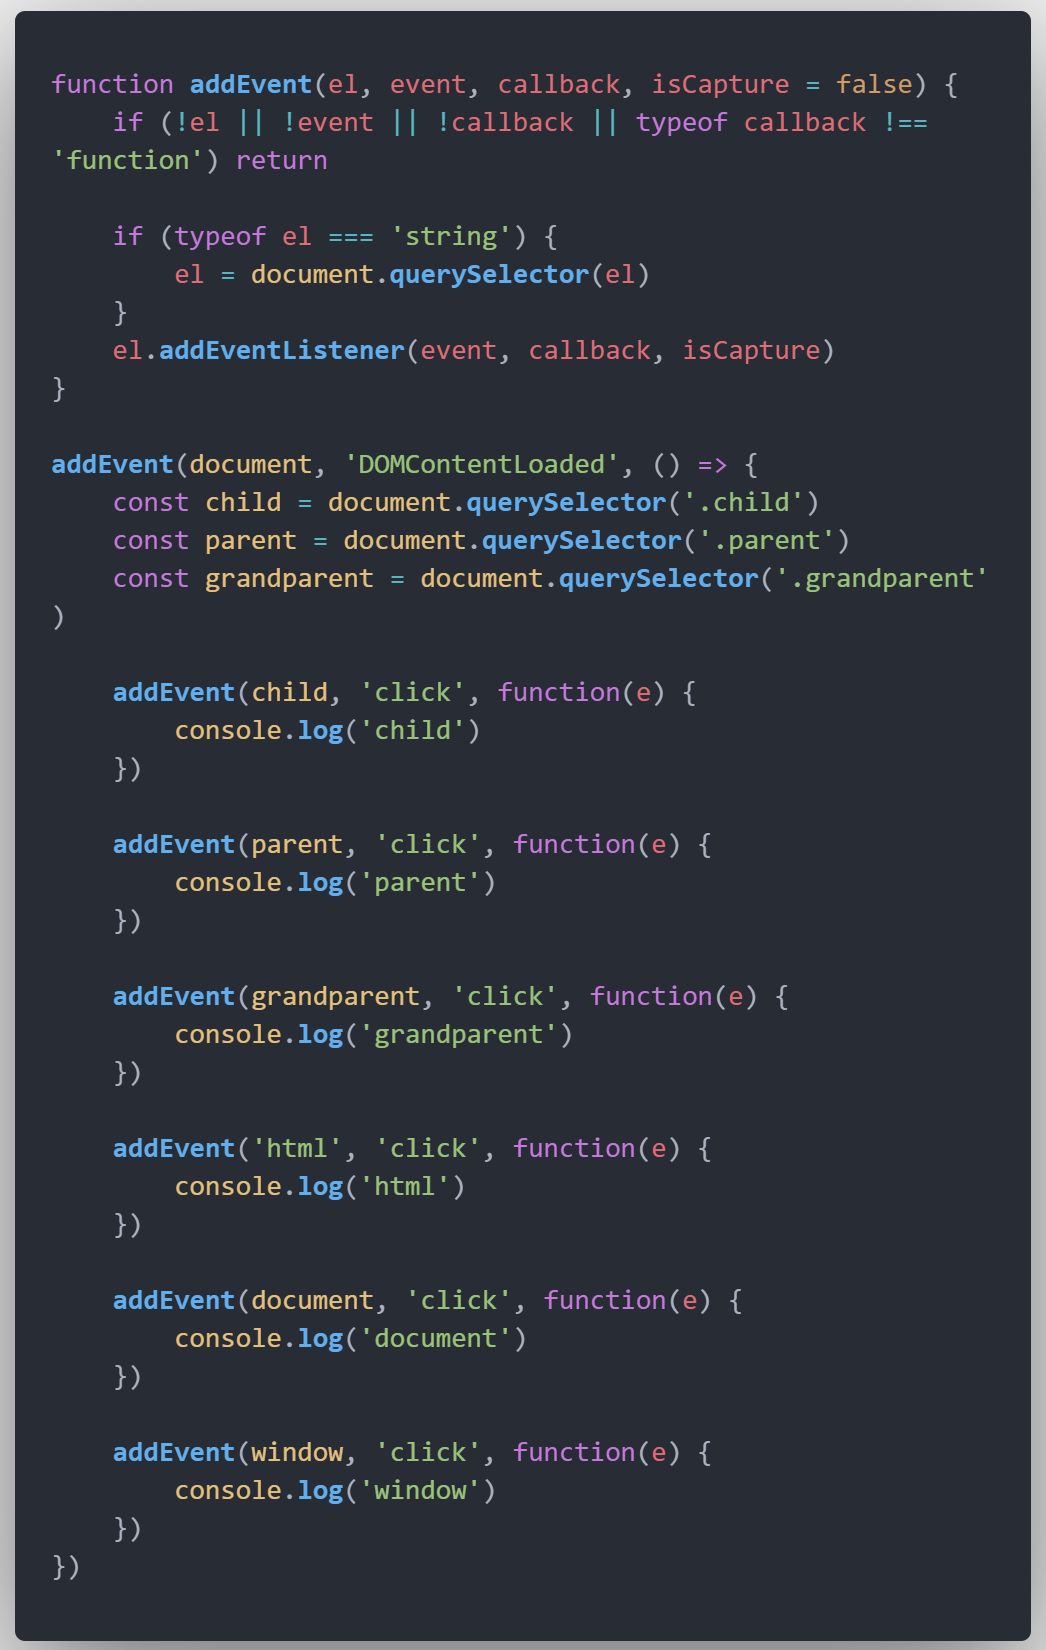 function addEvent(el, event, callback, isCapture = false) {
    if (!el || !event || !callback || typeof callback !==
'function') return

    if (typeof el === 'string') {
        el = document.querySelector(el)
    }
    el.addEventListener(event, callback, isCapture)
}

addEvent(document, 'DOMContentLoaded', () => {
    const child = document.querySelector('.child')
    const parent = document.querySelector('.parent')
    const grandparent = document.querySelector('.grandparent'
)

    addEvent(child, 'click', function(e) {
        console.log('child')
    })

    addEvent(parent, 'click', function(e) {
        console.log('parent')
    })

    addEvent(grandparent, 'click', function(e) {
        console.log('grandparent')
    })

    addEvent('html', 'click', function(e) {
        console.log('html')
    })

    addEvent(document, 'click', function(e) {
        console.log('document')
    })

    addEvent(window, 'click', function(e) {
        console.log('window')
    })
})